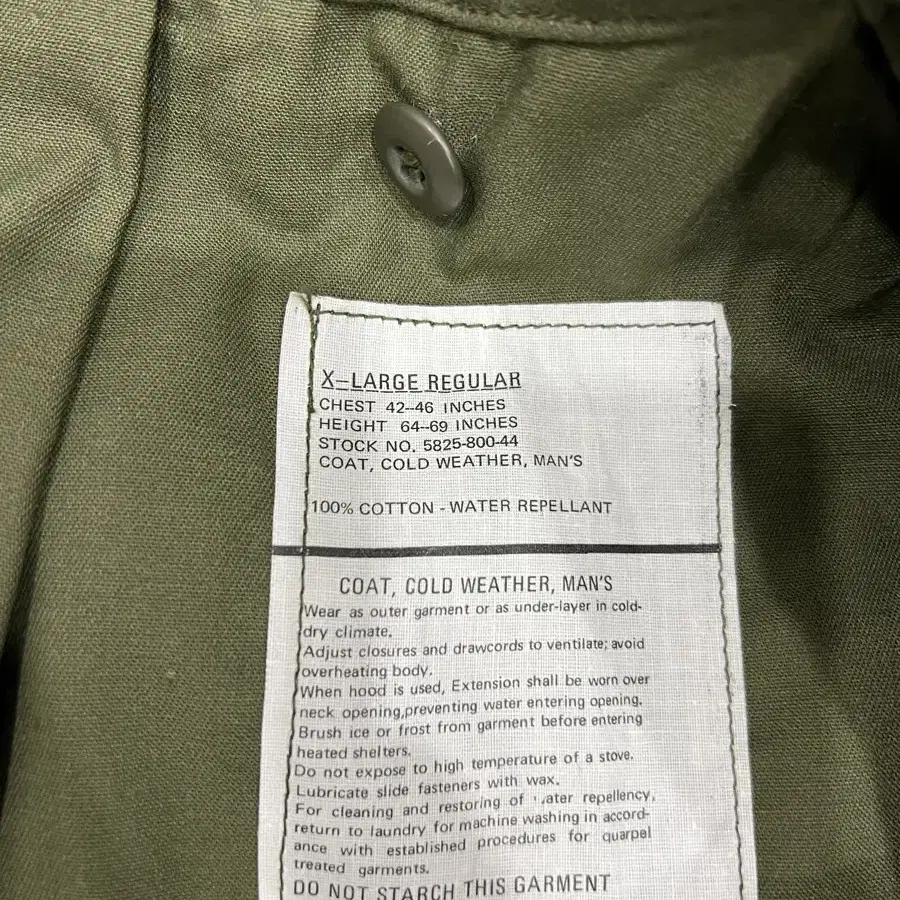 X-LARGE REGULAR
CHEST 42-46 INCHES
HEIGHT 64-69 INCHES
STOCK NO. 5825-800-44
COAT, COLD WEATHER, MAN'S
100% COTTON - WATER REPELLANT
COAT, COLD WEATHER, MAN'S
Wear as outer garment or as under-layer in cold-
dry climate.
Adjust closures and drawcords to ventilate; avoid
overheating body.
When hood is used, Extension shall be worn over
neck opening,preventing water entering opening.
Brush ice or frost from garment before entering
heated shelters.
Do not expose to high temperature of a stove.
Lubricate slide fasteners with wax.
For cleaning and restoring of water repellency,
return to laundry for machine washing in accord-
ance with established procedures for quarpel
treated garments.
DO NOT STARCH THIS GARMENT